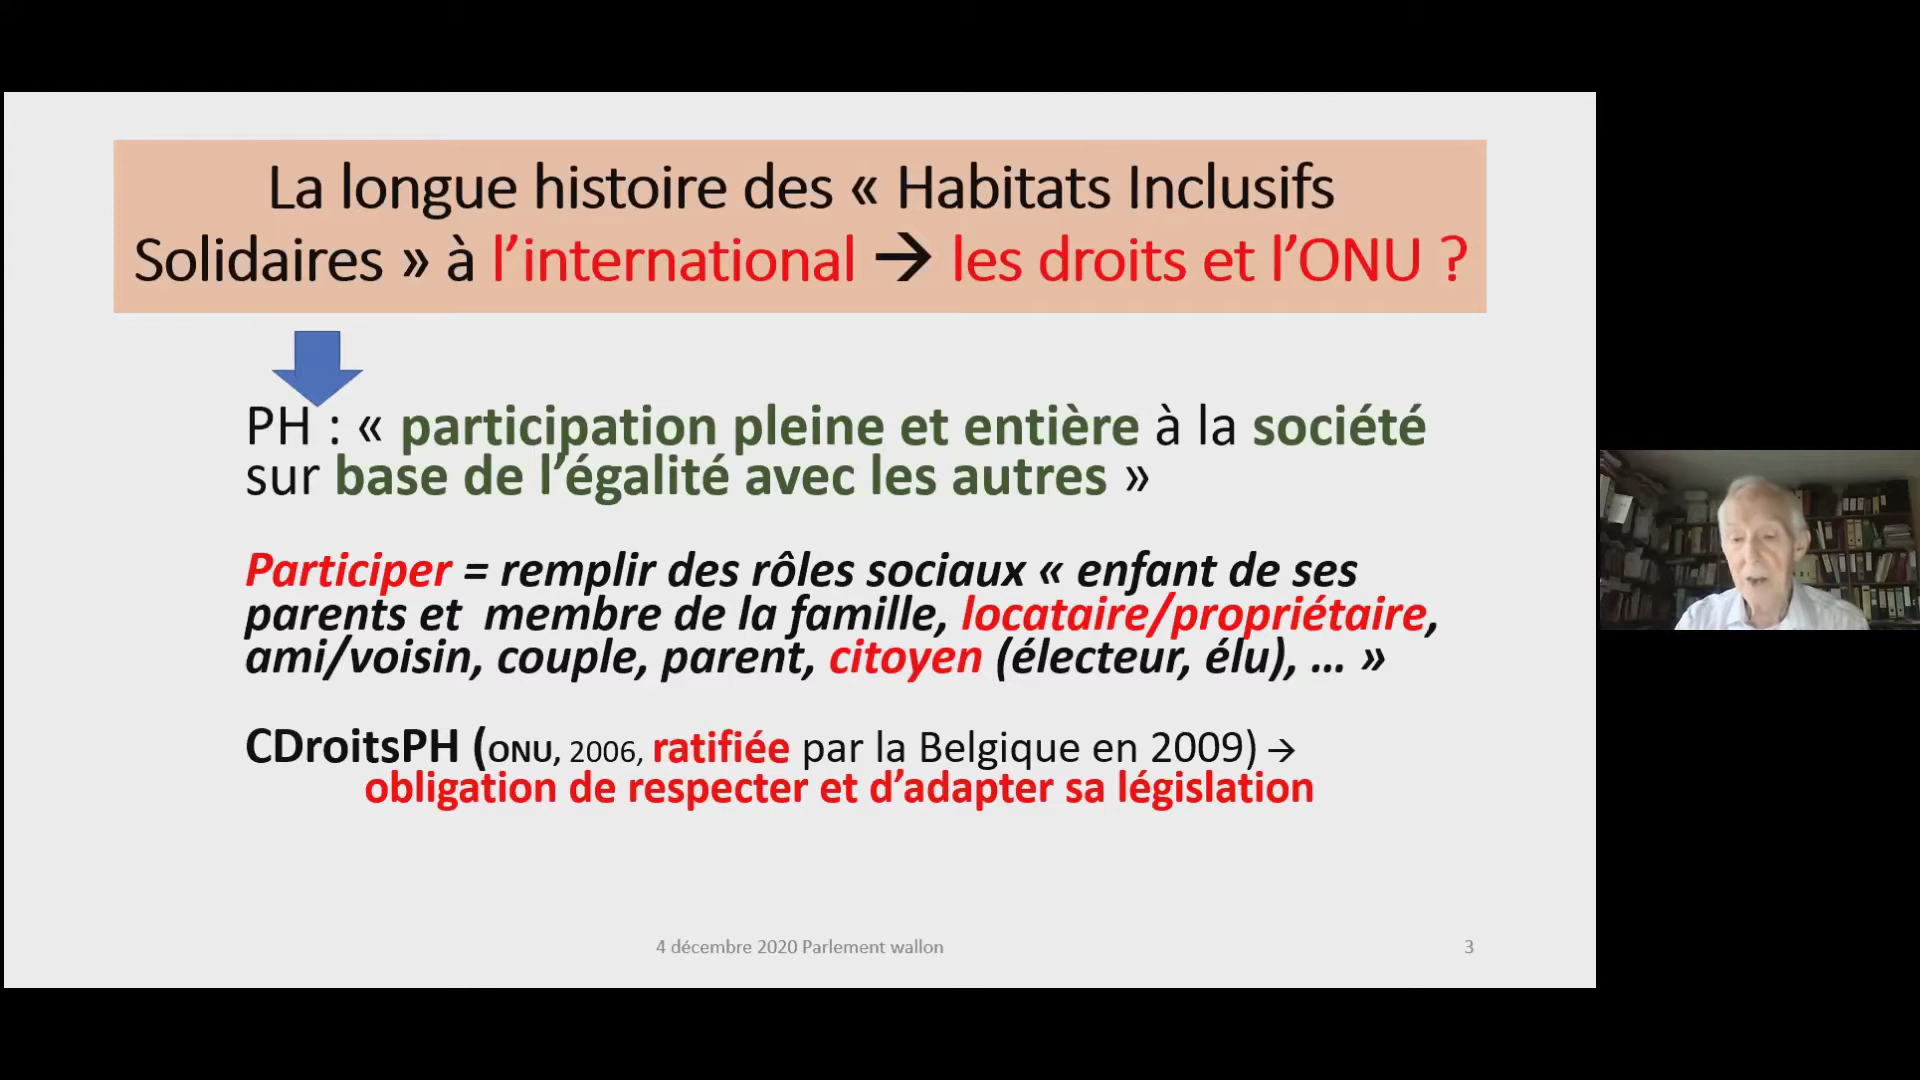 La longue histoire des « Habitats Inclusifs
Solidaires » à l’international → les droits et l’ONU ?
PH : « participation pleine et entière à la société
sur base de l’égalité avec les autres »
Participer = remplir des rôles sociaux « enfant de ses
parents et membre de la famille, locataire/propriétaire,
ami/voisin, couple, parent, citoyen (électeur, élu), … »
CDroitsPH (ONU, 2006, ratifiée par la Belgique en 2009) →
obligation de respecter et d’adapter sa législation
4 décembre 2020 Parlement wallon
3